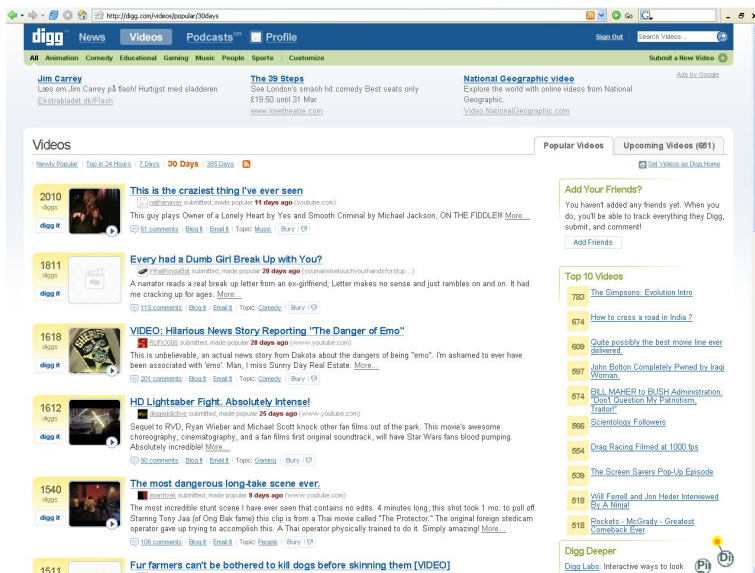 http://digg.com/videos/popular/30days
Go
digg News Videos Podcasts Profile
Sign Out Search Videos...
All Animation Comedy Educational Gaming Music People Sports Customize
Submit a New Video
Jim Carrey The 39 Steps National Geographic video Ads by Google
Læs om Jim Carrey på flash! Hurtigst med sladderen
Ekstrabladet.dk/Flash
See London's smash hit comedy Best seats only
£19.50 until 31 Mar
www.lovetheatre.com
Explore the world with online videos from National
Geographic.
Video.NationalGeographic.com
Videos
Popular Videos Upcoming Videos (651)
Newly Popular Top in 24 Hours 7 Days 30 Days 365 Days
Set Videos as Digg Home
2010
diggs
digg it
This is the craziest thing I've ever seen
nathanaver submitted, made popular 11 days ago (youtube.com)
This guy plays Owner of a Lonely Heart by Yes and Smooth Criminal by Michael Jackson, ON THE FIDDLE!!! More...
51 comments Blog It Email It Topic: Music Bury
1811
diggs
digg it
Every had a Dumb Girl Break Up with You?
WhatKindaBat submitted, made popular 20 days ago (youmakemetouchyourhandsforstup...)
A narrator reads a real break up letter from an ex-girlfriend; Letter makes no sense and just rambles on and on. It had
me cracking up for ages. More...
115 comments Blog It Email It Topic: Comedy Bury
1618
diggs
digg it
SHERIFF
VIDEO: Hilarious News Story Reporting "The Danger of Emo"
submitted, made popular 28 days ago (www.youtube.com)
This is unbelievable, an actual news story from Dakota about the dangers of being "emo". I'm ashamed to ever have
been associated with 'emo'. Man, I miss Sunny Day Real Estate. More...
201 comments Blog It Email It Topic: Comedy Bury
1612
diggs
digg it
HD Lightsaber Fight. Absolutely Intense!
diggaddictive submitted, made popular 25 days ago (www.youtube.com)
Sequel to RVD, Ryan Wieber and Michael Scott knock other fan films out of the park. This movie's awesome
choreography, cinematography, and a fan films first original soundtrack, will have Star Wars fans blood pumping.
Absolutely incredible! More...
90 comments Blog It Email It Topic: Gaming Bury
1540
diggs
digg it
The most dangerous long-take scene ever.
mantivek submitted, made popular 9 days ago (www.youtube.com)
The most incredible stunt scene I have ever seen that contains no edits. 4 minutes long, this shot took 1 mo. to pull off.
Starring Tony Jaa (of Ong Bak fame) this clip is from a Thai movie called "The Protector." The original foreign stedicam
operator gave up trying to accomplish this. A Thai operator physically trained to do it. Simply amazing! More...
106 comments Blog It Email It Topic: People Bury
1511
Fur farmers can't be bothered to kill dogs before skinning them [VIDEO]
Add Your Friends?
You haven't added any friends yet. When you
do, you'll be able to track everything they Digg,
submit, and comment!
Add Friends
Top 10 Videos
783 The Simpsons: Evolution Intro
674 How to cross a road in India ?
609 Quite possibly the best movie line ever
delivered.
597 John Bolton Completely Pwned by Iraqi
Woman.
574 BILL MAHER to BUSH Administration:
"Don't Question My Patriotism,
Traitor!"
566 Scientology Followers
554 Drag Racing Filmed at 1000 fps
539 The Screen Savers Pop-Up Episode
518 Will Ferrell and Jon Heder Interviewed
By A Ninja!
518 Rockets - McGrady - Greatest
Comeback Ever
Digg Deeper
Digg Labs: Interactive ways to look